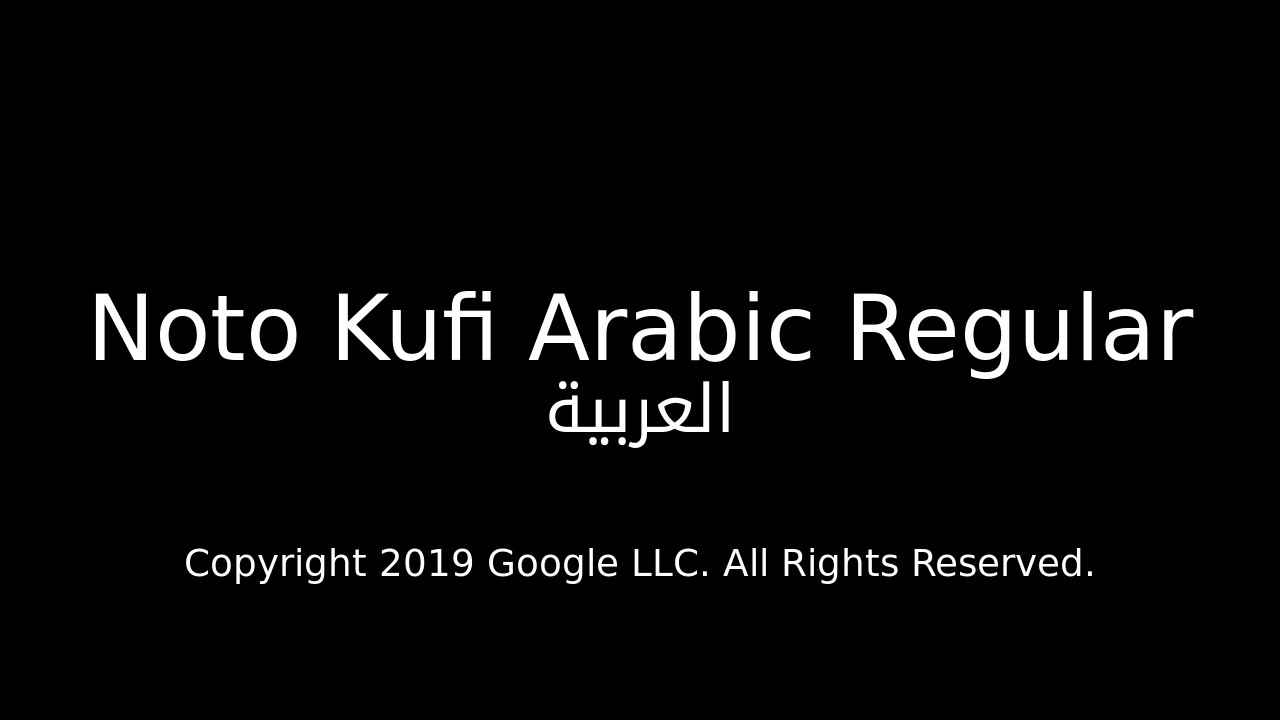 Noto Kufi Arabic Regular
العربية
Copyright 2019 Google LLC. All Rights Reserved.